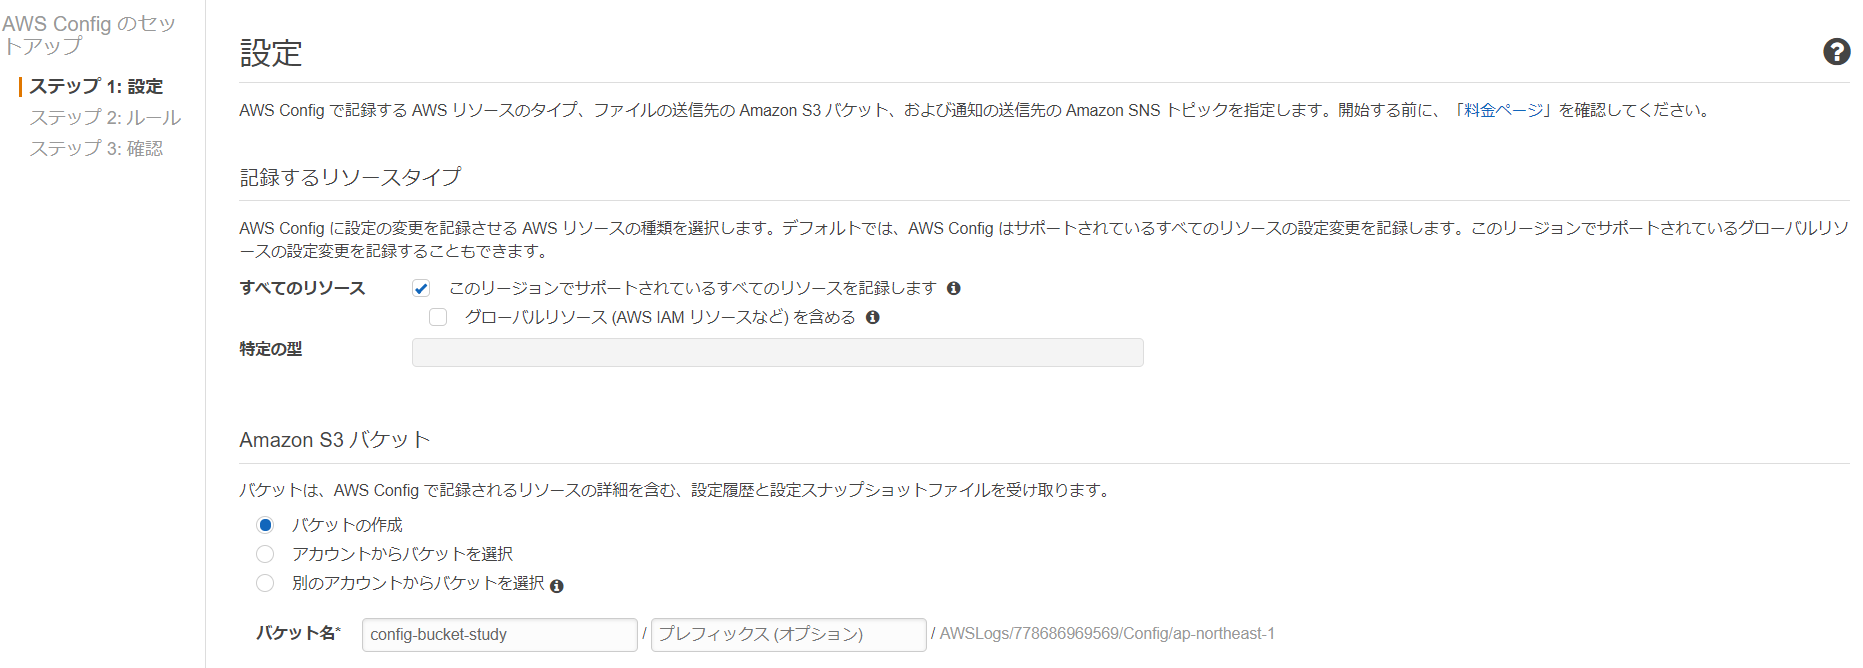 AWS Config のセッ
トアップ
ステップ 1: 設定
ステップ 2: ルール
ステップ 3: 確認
設定
AWS Config で記録する AWS リソースのタイプ、ファイルの送信先の Amazon S3 バケット、および通知の送信先の Amazon SNS トピックを指定します。開始する前に、「料金ページ」を確認してください。
記録するリソースタイプ
AWS Config に設定の変更を記録させる AWS リソースの種類を選択します。デフォルトでは、AWS Config はサポートされているすべてのリソースの設定変更を記録します。このリージョンでサポートされているグローバルリソ
ースの設定変更を記録することもできます。
すべてのリソース このリージョンでサポートされているすべてのリソースを記録します
グローバルリソース (AWS IAM リソースなど) を含める
特定の型
Amazon S3 バケット
バケットは、AWS Config で記録されるリソースの詳細を含む、設定履歴と設定スナップショットファイルを受け取ります。
バケットの作成
アカウントからバケットを選択
別のアカウントからバケットを選択
バケット名* config-bucket-study / プレフィックス (オプション) / AWSLogs/778686969569/Config/ap-northeast-1